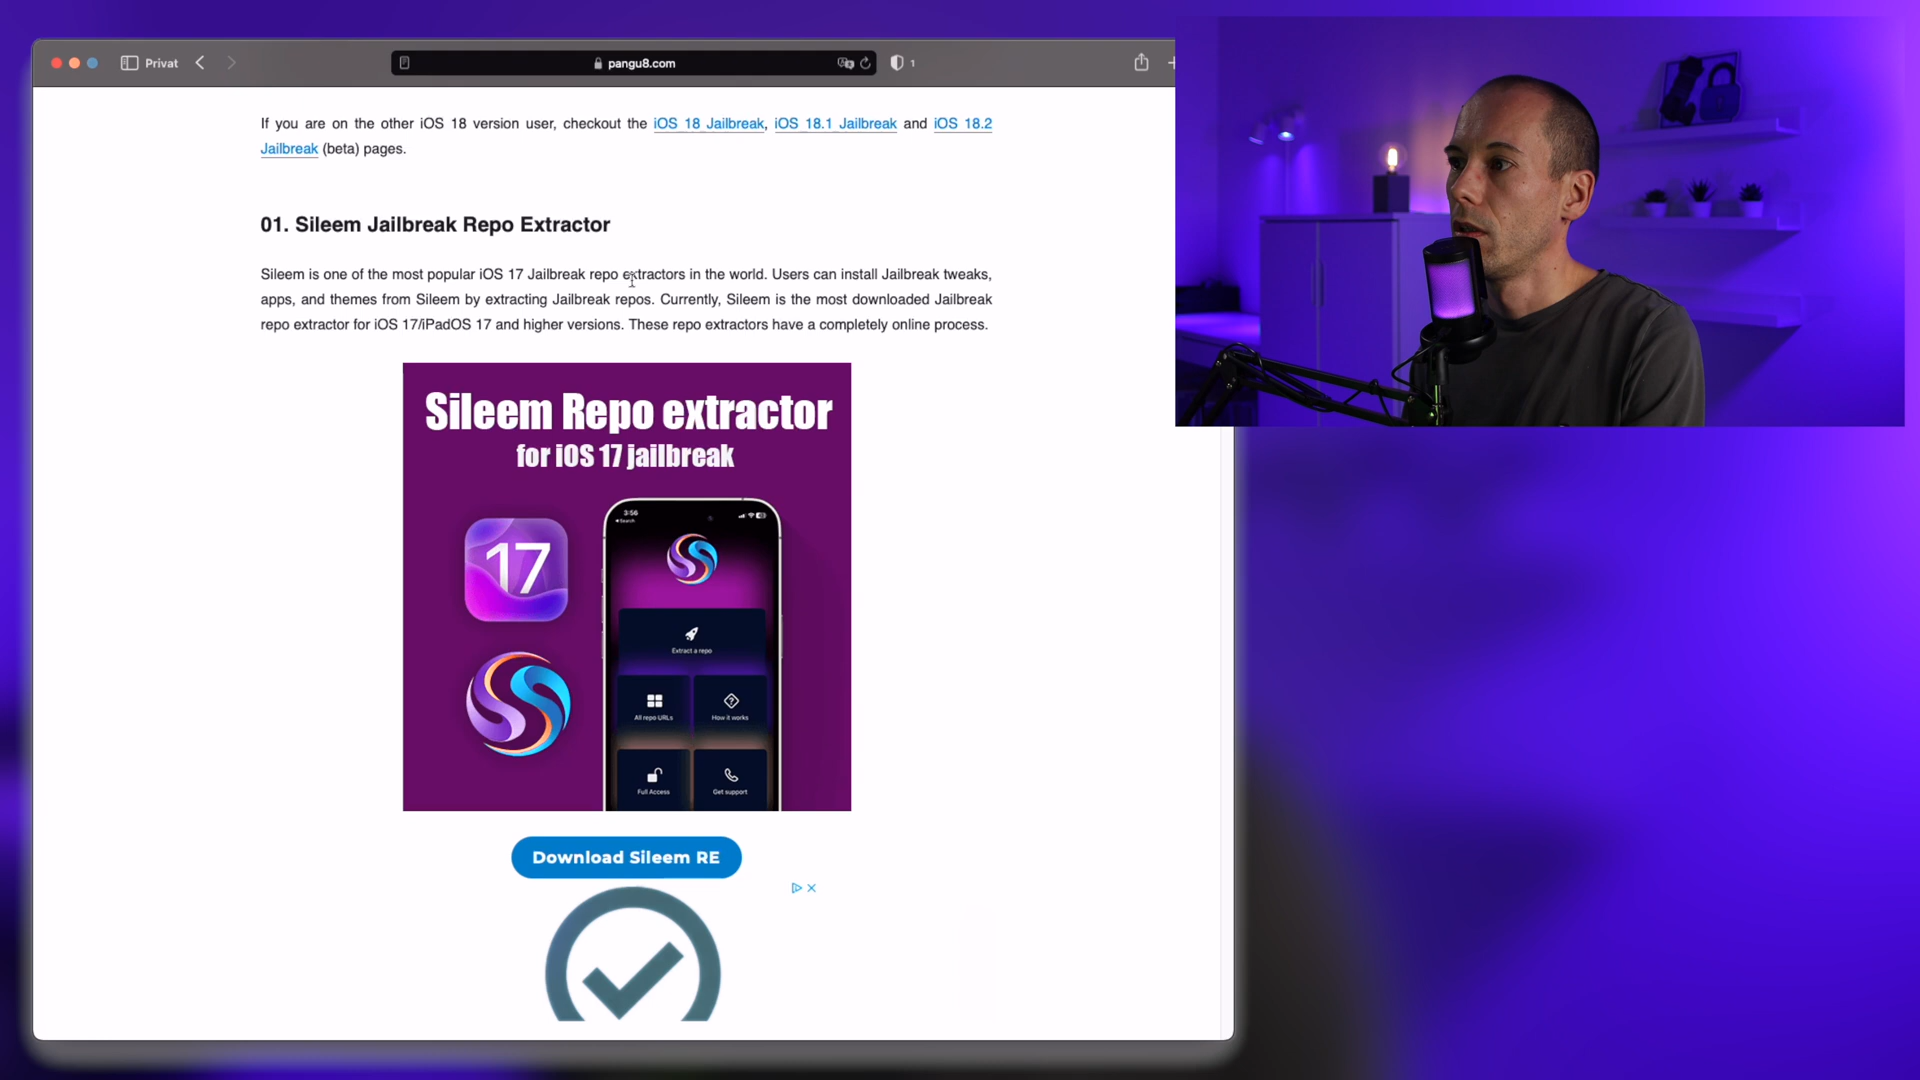 Privat
pangu8.com
1
If you are on the other iOS 18 version user, checkout the iOS 18 Jailbreak, iOS 18.1 Jailbreak and iOS 18.2
Jailbreak (beta) pages.
01. Sileem Jailbreak Repo Extractor
Sileem is one of the most popular iOS 17 Jailbreak repo extractors in the world. Users can install Jailbreak tweaks,
apps, and themes from Sileem by extracting Jailbreak repos. Currently, Sileem is the most downloaded Jailbreak
repo extractor for iOS 17/iPadOS 17 and higher versions. These repo extractors have a completely online process.
Sileem Repo extractor
for iOS 17 jailbreak
3:56
Search
17
Extract a repo
All repo URLs
How it works
Full Access
Get support
Download Sileem RE